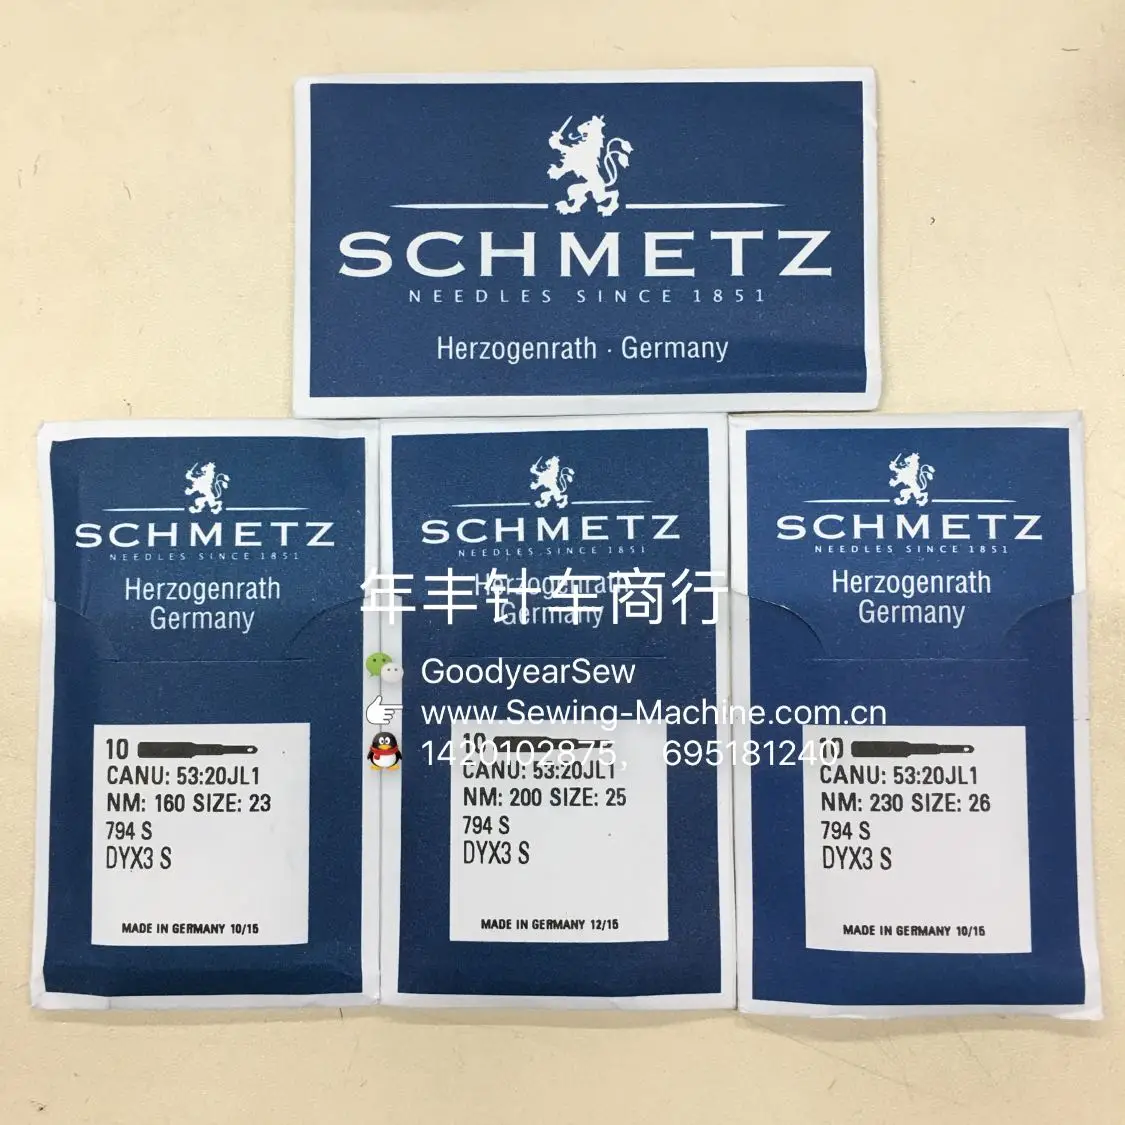 SCHMETZ
NEEDLES SINCE 1851
Herzogenrath · Germany
SCHMETZ
NEEDLES SINCE 1851
Herzogenrath
Germany
10
CANU: 53:20JL1
NM: 160 SIZE: 23
794 S
DYX3 S
MADE IN GERMANY 10/15
SCHMETZ
NEEDLES SINCE 1851
Herzogenrath
Germany
10
CANU: 53:20JL1
NM: 200 SIZE: 25
794 S
DYX3 S
MADE IN GERMANY 12/15
SCHMETZ
NEEDLES SINCE 1851
Herzogenrath
Germany
10
CANU: 53:20JL1
NM: 230 SIZE: 26
794 S
DYX3 S
MADE IN GERMANY 10/15
年丰针车商行
GoodyearSew
www.Sewing-Machine.com.cn
1420102875，695181240